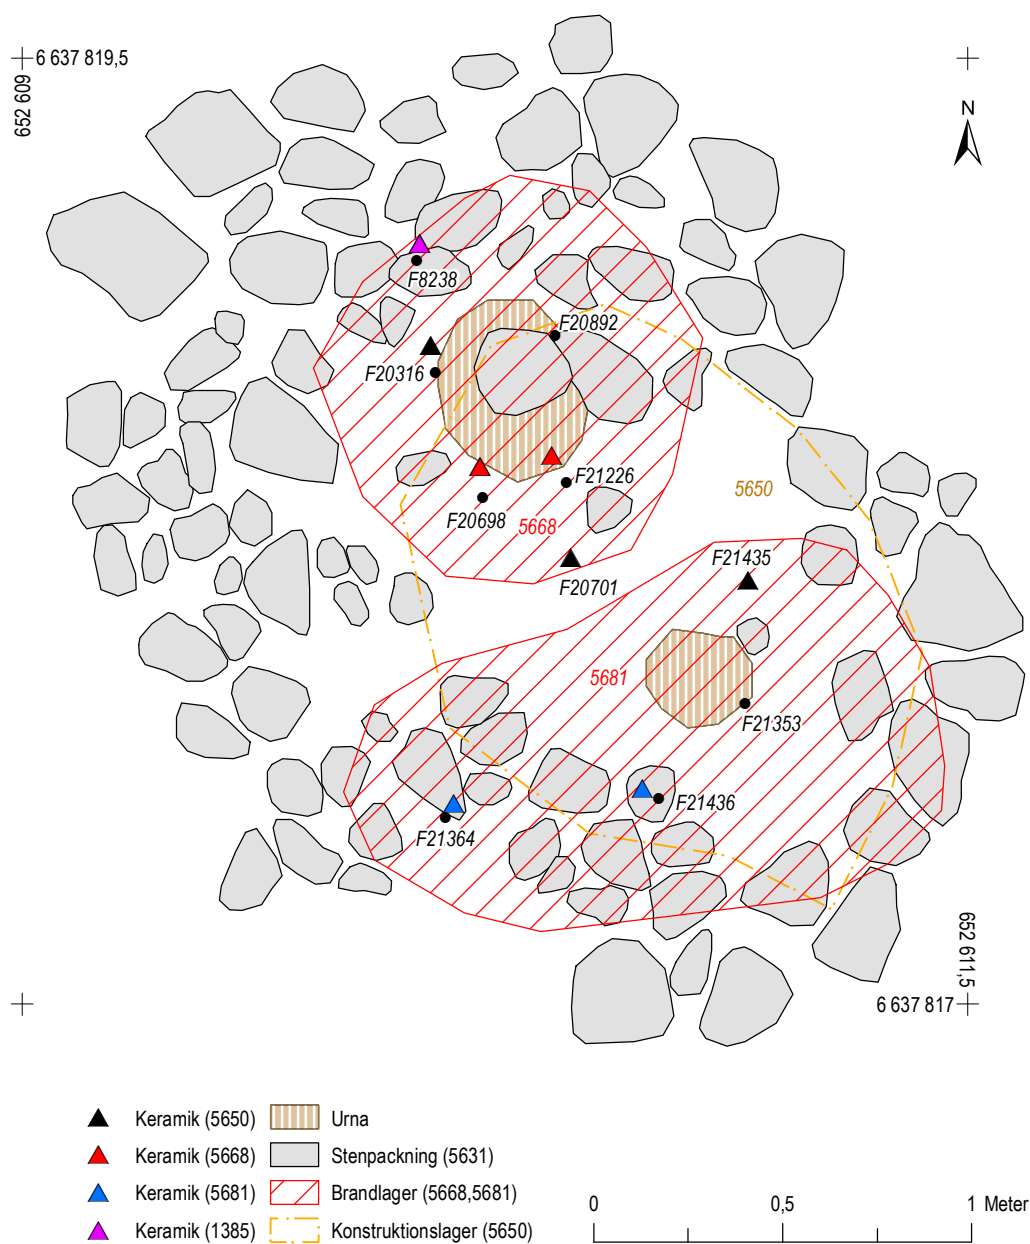 6 637 819,5
652 609
N
F8238
F20892
F20316
F21226
5650
F20698
5668
F21435
F20701
5681
F21353
F21436
F21364
652 611,5
6 637 817
Keramik (5650)
Urna
Keramik (5668)
Stenpackning (5631)
Keramik (5681)
Brandlager (5668,5681)
Keramik (1385)
Konstruktionslager (5650)
0 0,5 1 Meter